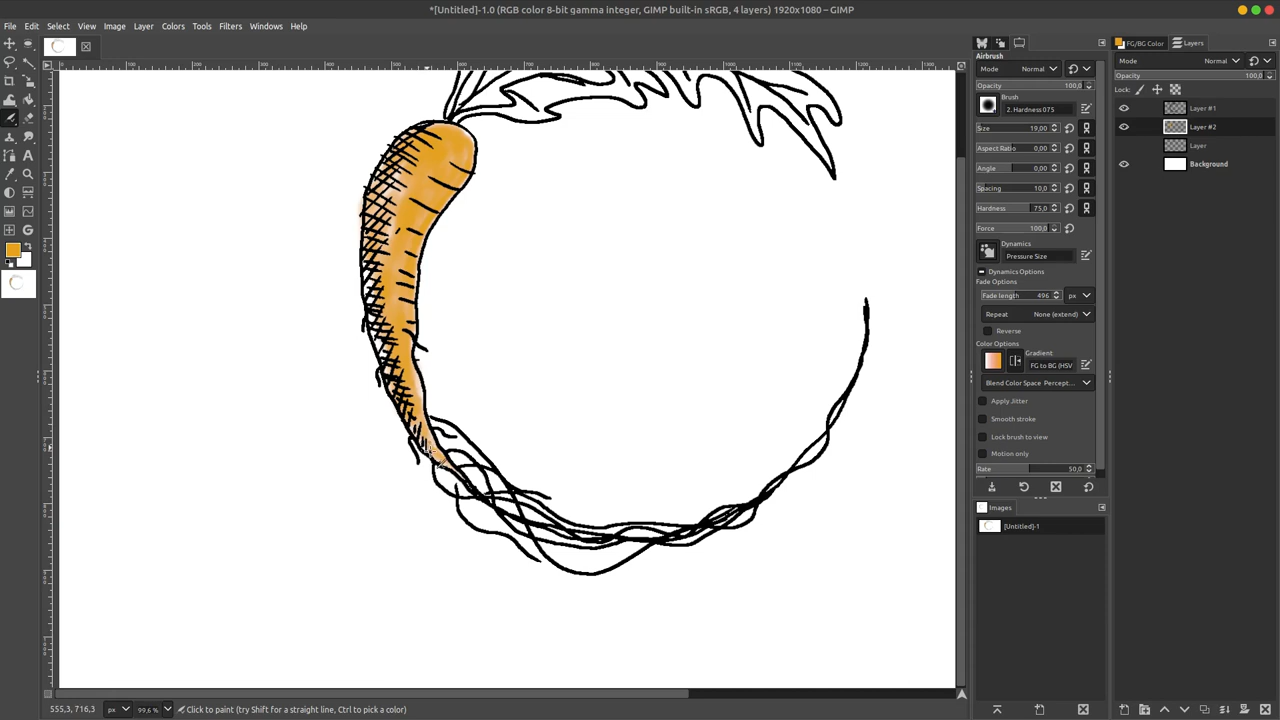 *[Untitled]-1.0 (RGB color 8-bit gamma integer, GIMP built-in sRGB, 4 layers) 1920x1080 – GIMP
File Edit Select View Image Layer Colors Tools Filters Windows Help
FG/BG Color Layers
Airbrush
Mode Normal
Opacity 100,0
Brush
2. Hardness 075
Size 19,00
Aspect Ratio 0,00
Angle 0,00
Spacing 10,0
Hardness 75,0
Force 100,0
Dynamics
Pressure Size
Dynamics Options
Fade Options
Fade length 496 px
Repeat None (extend)
Reverse
Color Options
Gradient
FG to BG (HSV
Blend Color Space Percept...
Apply Jitter
Smooth stroke
Lock brush to view
Motion only
Rate 50,0
Images
[Untitled]-1
Mode Normal
Opacity 100,0
Lock:
Layer #1
Layer #2
Layer
Background
555,3, 716,3 px 99,6 % Click to paint (try Shift for a straight line, Ctrl to pick a color)